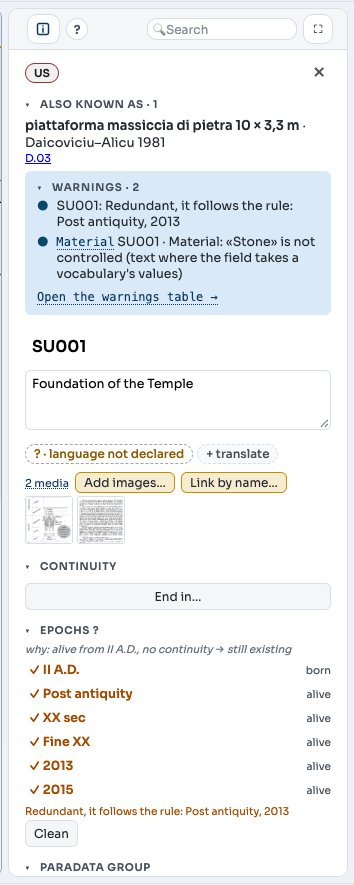 ?
Search
US
✕
ALSO KNOWN AS · 1
piattaforma massiccia di pietra 10 × 3,3 m ·
Daicoviciu–Alicu 1981
D.03
WARNINGS · 2
SU001: Redundant, it follows the rule:
Post antiquity, 2013
Material SU001 · Material: «Stone» is not
controlled (text where the field takes a
vocabulary's values)
Open the warnings table →
SU001
Foundation of the Temple
? · language not declared + translate
2 media Add images... Link by name...
CONTINUITY
End in...
EPOCHS ?
why: alive from II A.D., no continuity → still existing
✓ II A.D. born
✓ Post antiquity alive
✓ XX sec alive
✓ Fine XX alive
✓ 2013 alive
✓ 2015 alive
Redundant, it follows the rule: Post antiquity, 2013
Clean
PARADATA GROUP